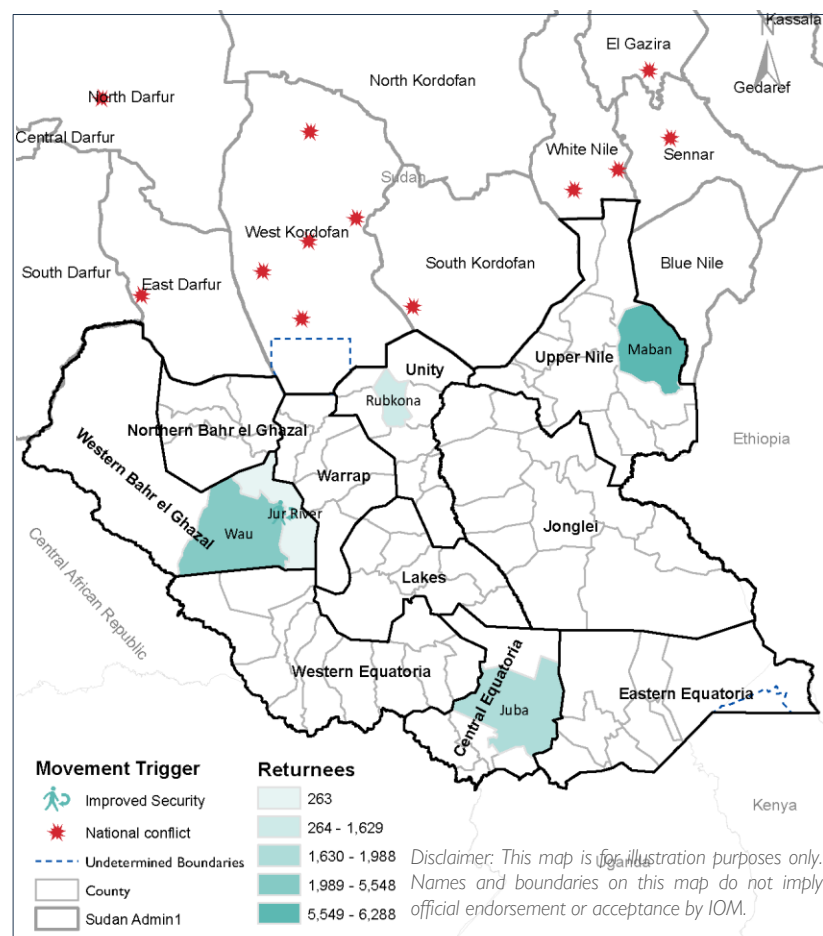 Kassala
El Gazira
N
North Kordofan
Gedaref
North Darfur
Central Darfur
White Nile
Sennar
Sudan
West Kordofan
South Kordofan
Blue Nile
South Darfur
East Darfur
Upper Nile
Maban
Unity
Rubkona
Northern Bahr el Ghazal
Ethiopia
Western Bahr el Ghazal
Warrap
Jur River
Wau
Jonglei
Central African Republic
Lakes
Western Equatoria
Central Equatoria
Eastern Equatoria
Juba
Kenya
Uganda
Movement Trigger
Improved Security
National conflict
Undetermined Boundaries
County
Sudan Admin1
Returnees
263
264 - 1,629
1,630 - 1,988
1,989 - 5,548
5,549 - 6,288
Disclaimer: This map is for illustration purposes only.
Names and boundaries on this map do not imply
official endorsement or acceptance by IOM.